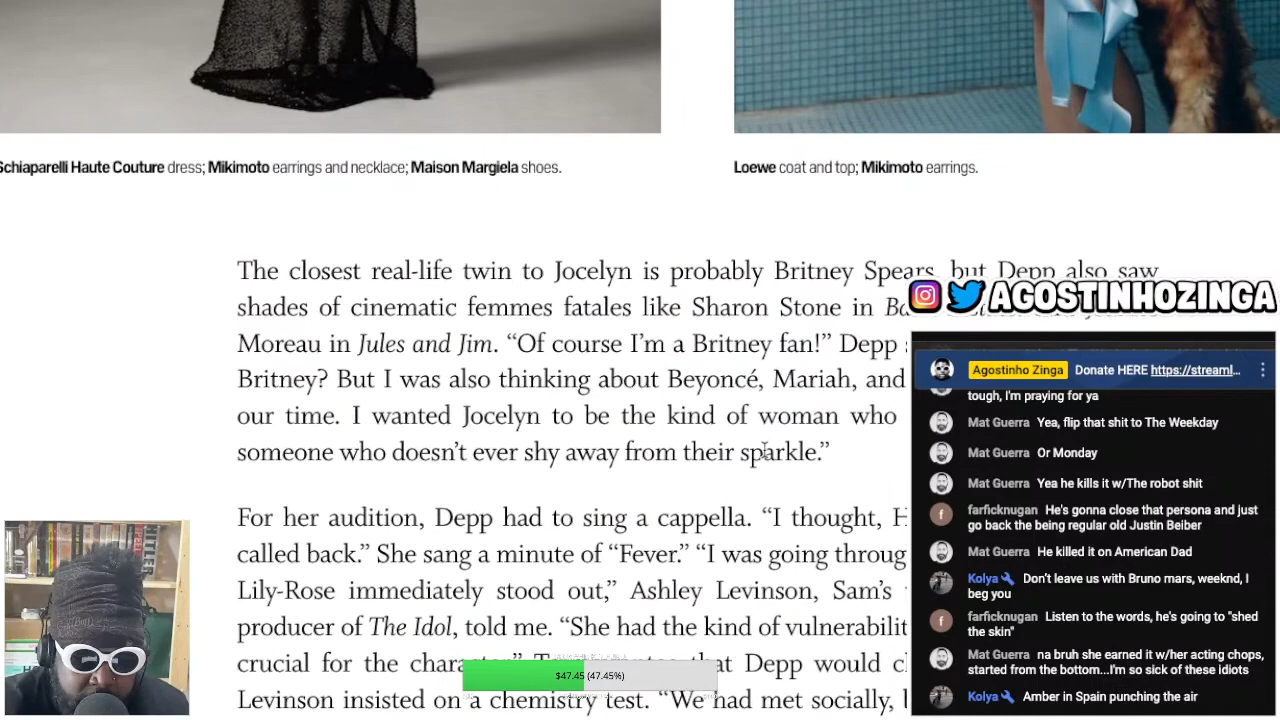 Schiaparelli Haute Couture dress; Mikimoto earrings and necklace; Maison Margiela shoes.
Loewe coat and top; Mikimoto earrings.
The closest real-life twin to Jocelyn is probably Britney Spears, but Depp also saw
shades of cinematic femmes fatales like Sharon Stone in
Moreau in Jules and Jim. “Of course I’m a Britney fan!” Depp
Britney? But I was also thinking about Beyoncé, Mariah, and
our time. I wanted Jocelyn to be the kind of woman who
someone who doesn’t ever shy away from their sparkle.”
For her audition, Depp had to sing a cappella. “I thought,
called back.” She sang a minute of “Fever.” “I was going
Lily-Rose immediately stood out,” Ashley Levinson, Sam’s
producer of The Idol, told me. “She had the kind of
crucial for the character.” that Depp would
Levinson insisted on a chemistry test. “We had met socially,
$47.45 (47.45%)
AGOSTINHOZINGA
Agostinho Zinga Donate HERE https://streaml...
tough, I'm praying for ya
Mat Guerra Yea, flip that shit to The Weekday
Mat Guerra Or Monday
Mat Guerra Yea he kills it w/The robot shit
farficknugan He's gonna close that persona and just
go back the being regular old Justin Beiber
Mat Guerra He killed it on American Dad
Kolya Don’t leave us with Bruno mars, weeknd, I
beg you
farficknugan Listen to the words, he's going to "shed
the skin"
Mat Guerra na bruh she earned it w/her acting chops,
started from the bottom...I'm so sick of these idiots
Kolya Amber in Spain punching the air